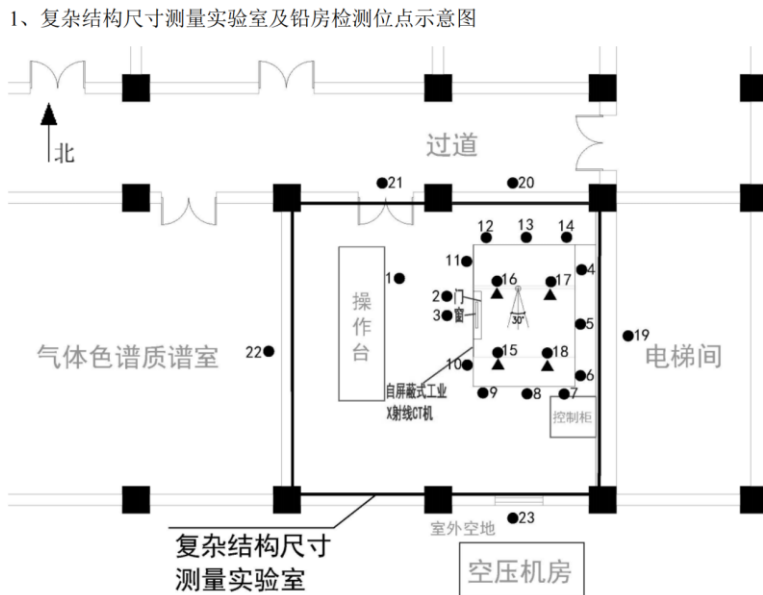 1、复杂结构尺寸测量实验室及铅房检测位点示意图
北
过道
21
20
12
13
14
11
4
1
16
17
操作台
2
门
3
窗
30°
5
19
气体色谱质谱室
22
电梯间
15
18
10
6
自屏蔽式工业
X射线CT机
9
8
7
控制柜
23
室外空地
复杂结构尺寸
测量实验室
空压机房